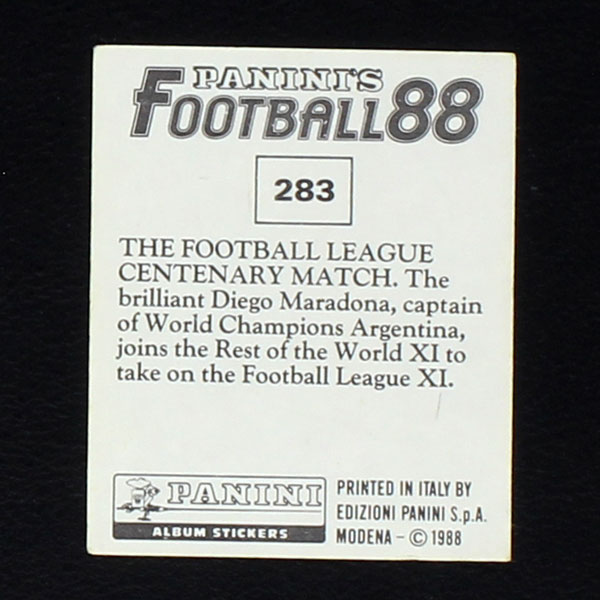 PANINI'S
FOOTBALL 88
283
THE FOOTBALL LEAGUE
CENTENARY MATCH. The
brilliant Diego Maradona, captain
of World Champions Argentina,
joins the Rest of the World XI to
take on the Football League XI.
PANINI
ALBUM STICKERS
PRINTED IN ITALY BY
EDIZIONI PANINI S.p.A.
MODENA - © 1988